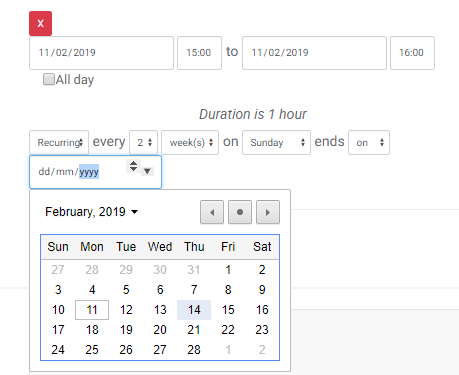 X
11/02/2019 15:00 to 11/02/2019 16:00
All day
Duration is 1 hour
Recurring every 2 week(s) on Sunday ends on
dd/mm/yyyy
February, 2019
Sun Mon Tue Wed Thu Fri Sat
27 28 29 30 31 1 2
3 4 5 6 7 8 9
10 11 12 13 14 15 16
17 18 19 20 21 22 23
24 25 26 27 28 1 2